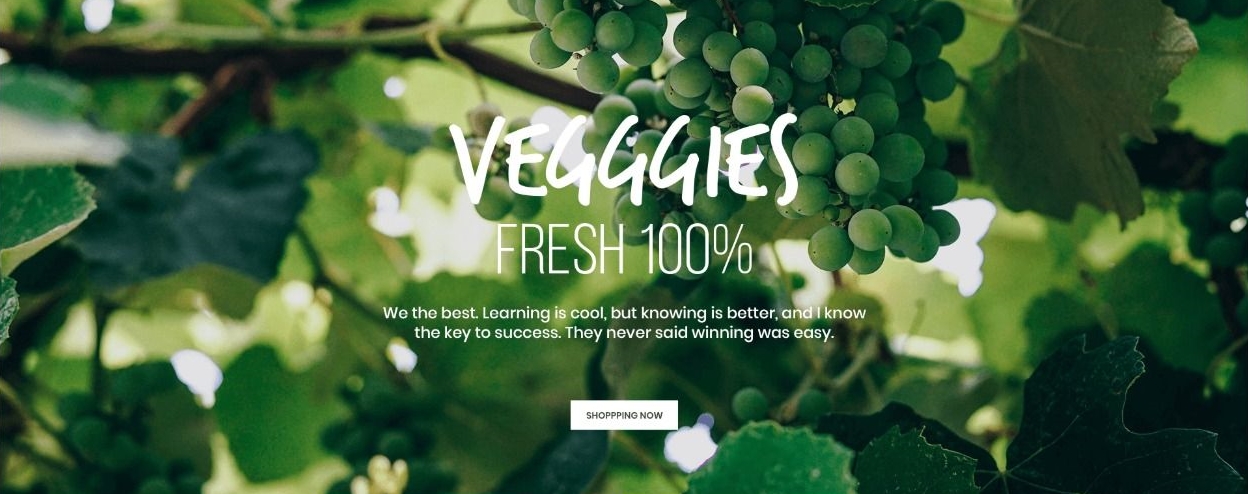 VEGGGIES
FRESH 100%
We the best. Learning is cool, but knowing is better, and I know
the key to success. They never said winning was easy.
SHOPPPING NOW